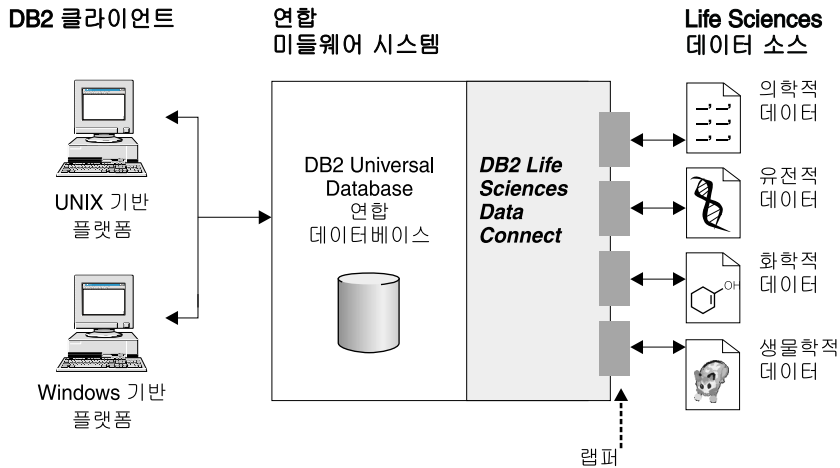 DB2 클라이언트
연합
미들웨어 시스템
Life Sciences
데이터 소스
UNIX 기반
플랫폼
Windows 기반
플랫폼
DB2 Universal
Database
연합
데이터베이스
DB2 Life
Sciences
Data
Connect
의학적
데이터
유전적
데이터
OH
화학적
데이터
생물학적
데이터
랩퍼